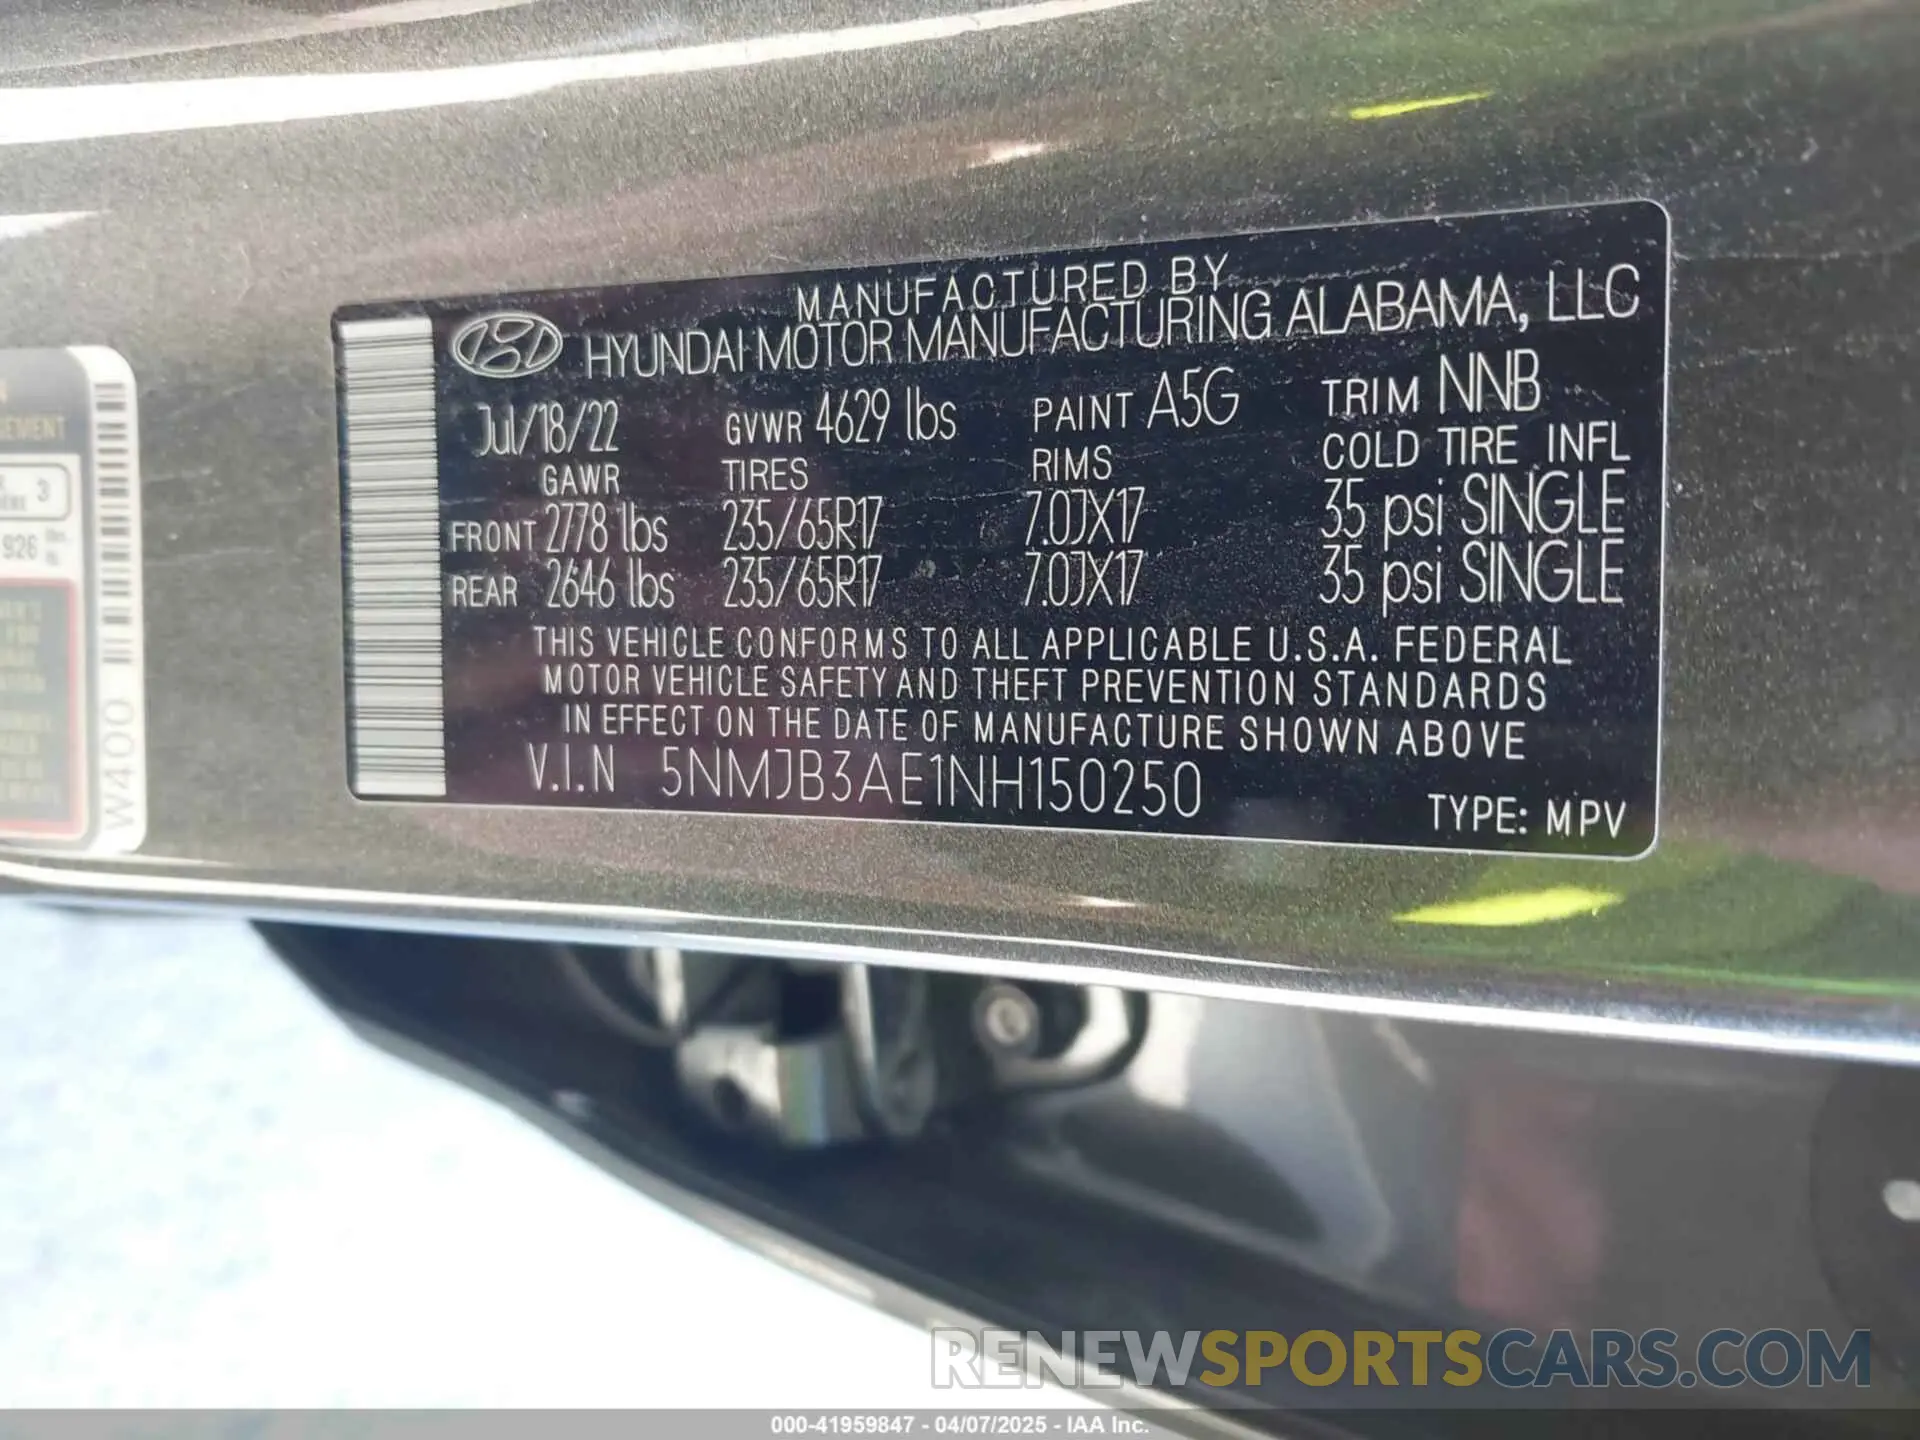 MANUFACTURED BY
HYUNDAI MOTOR MANUFACTURING ALABAMA, LLC
Jul/18/22 GVWR 4629 lbs PAINT A5G TRIM NNB
GAWR TIRES RIMS COLD TIRE INFL
FRONT 2778 lbs 235/65R17 7.0JX17 35 psi SINGLE
REAR 2646 lbs 235/65R17 7.0JX17 35 psi SINGLE
THIS VEHICLE CONFORMS TO ALL APPLICABLE U.S.A. FEDERAL
MOTOR VEHICLE SAFETY AND THEFT PREVENTION STANDARDS
IN EFFECT ON THE DATE OF MANUFACTURE SHOWN ABOVE
V.I.N 5NMJB3AE1NH150250
TYPE: MPV
3
926
W400
RENEWSPORTSCARS.COM
000-41959847 - 04/07/2025 - IAA Inc.